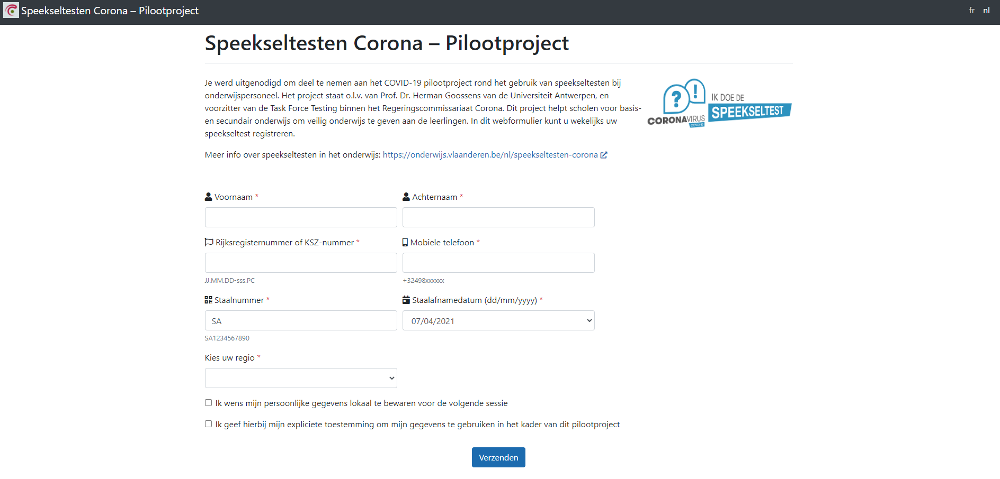 Speekseltesten Corona – Pilootproject
fr nl
Speekseltesten Corona – Pilootproject
Je werd uitgenodigd om deel te nemen aan het COVID-19 pilootproject rond het gebruik van speekseltesten bij
onderwijspersoneel. Het project staat o.l.v. van Prof. Dr. Herman Goossens van de Universiteit Antwerpen, en
voorzitter van de Task Force Testing binnen het Regeringscommissariaat Corona. Dit project helpt scholen voor basis-
en secundair onderwijs om veilig onderwijs te geven aan de leerlingen. In dit webformulier kunt u wekelijks uw
speekseltest registreren.
? !
CORONAVIRUS
COVID-19
IK DOE DE
SPEEKSELTEST
Meer info over speekseltesten in het onderwijs: https://onderwijs.vlaanderen.be/nl/speekseltesten-corona
Voornaam *
Achternaam *
Rijksregisternummer of KSZ-nummer *
Mobiele telefoon *
JJ.MM.DD-sss.PC
+32498xxxxxx
Staalnummer *
Staalafnamedatum (dd/mm/yyyy) *
SA
07/04/2021
SA1234567890
Kies uw regio *
Ik wens mijn persoonlijke gegevens lokaal te bewaren voor de volgende sessie
Ik geef hierbij mijn expliciete toestemming om mijn gegevens te gebruiken in het kader van dit pilootproject
Verzenden